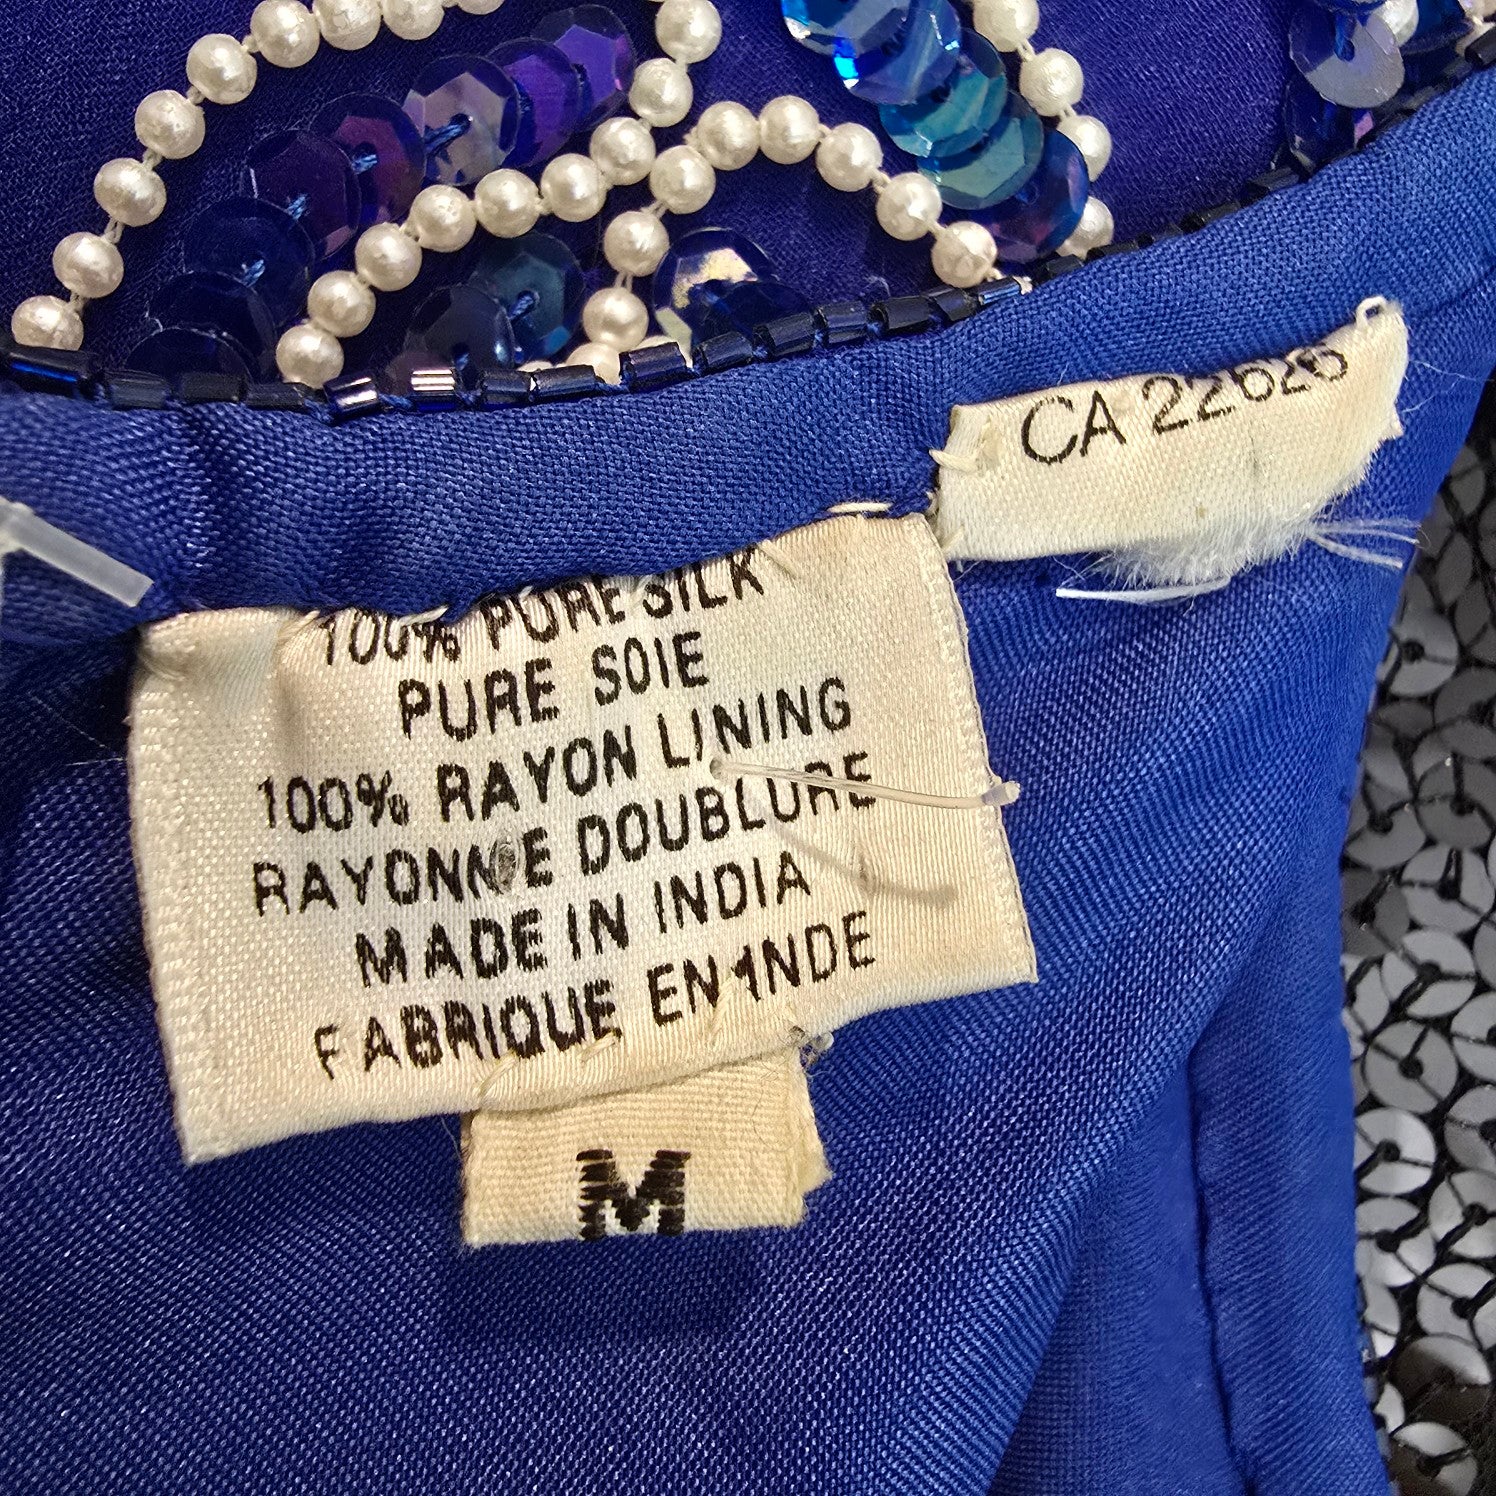 CA 22626
100% PURE SILK
PURE SOIE
100% RAYON LINING
RAYONNE DOUBLURE
MADE IN INDIA
FABRIQUE EN INDE
M